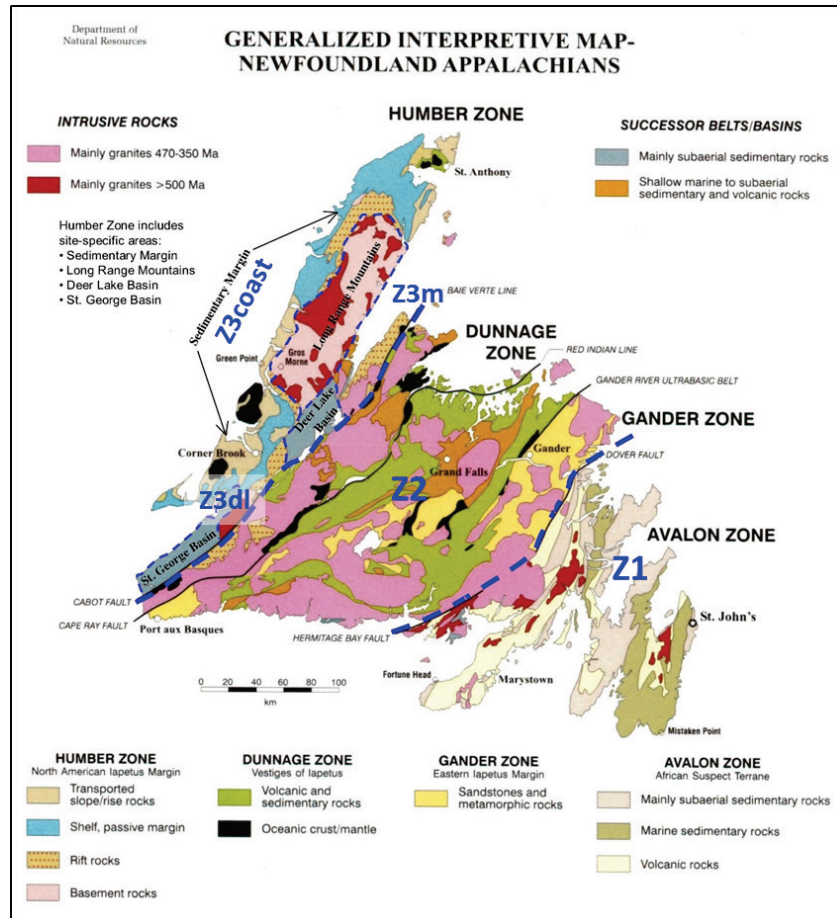 Department of
Natural Resources
GENERALIZED INTERPRETIVE MAP-
NEWFOUNDLAND APPALACHIANS
HUMBER ZONE
INTRUSIVE ROCKS
Mainly granites 470-350 Ma
Mainly granites >500 Ma
SUCCESSOR BELTS/BASINS
Mainly subaerial sedimentary rocks
Shallow marine to subaerial
sedimentary and volcanic rocks
St. Anthony
Humber Zone includes
site-specific areas:
• Sedimentary Margin
• Long Range Mountains
• Deer Lake Basin
• St. George Basin
Sedimentary Margin
Z3coast
Long Range Mountains
Z3m
BAIE VERTE LINE
DUNNAGE
ZONE
RED INDIAN LINE
Green Point
Gros
Morne
GANDER RIVER ULTRABASIC BELT
Deer Lake
Basin
GANDER ZONE
Corner Brook
Gander
DOVER FAULT
Grand Falls
Z3dl
Z2
AVALON ZONE
St. George Basin
Z1
CABOT FAULT
St. John's
CAPE RAY FAULT
Port aux Basques
HERMITAGE BAY FAULT
Fortune Head
Marystown
0 20 40 60 80 100
km
Mistaken Point
HUMBER ZONE
North American Iapetus Margin
Transported
slope/rise rocks
Shelf, passive margin
Rift rocks
Basement rocks
DUNNAGE ZONE
Vestiges of Iapetus
Volcanic and
sedimentary rocks
Oceanic crust/mantle
GANDER ZONE
Eastern Iapetus Margin
Sandstones and
metamorphic rocks
AVALON ZONE
African Suspect Terrane
Mainly subaerial sedimentary rocks
Marine sedimentary rocks
Volcanic rocks